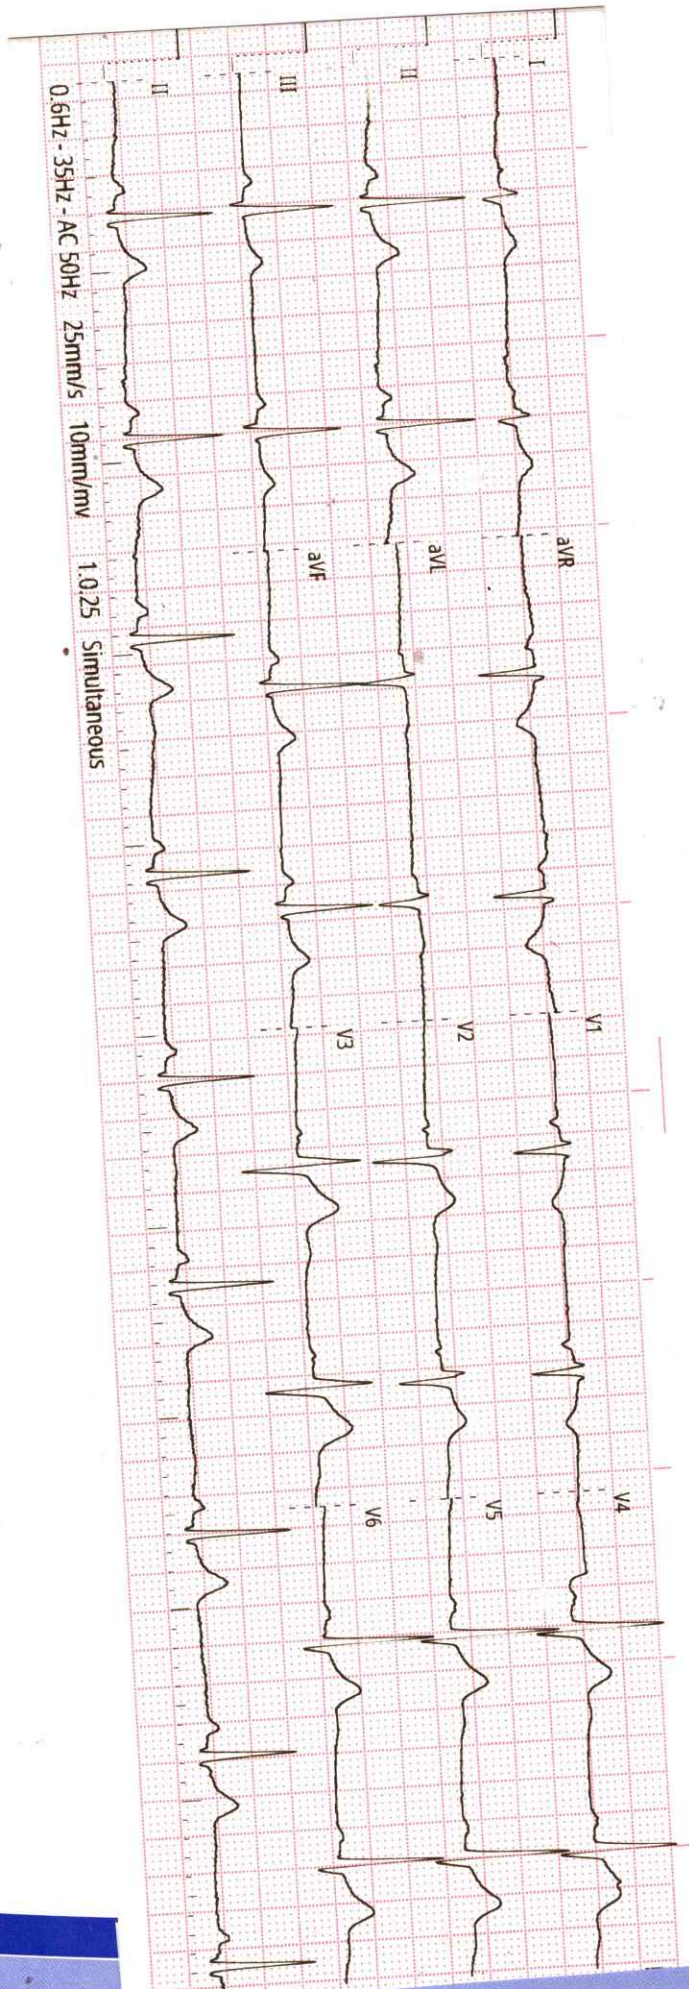 I aVR V1 V4
II aVL V2 V5
III aVF V3 V6
II
0.6Hz - 35Hz - AC 50Hz 25mm/s 10mm/mv 1.0.25 Simultaneous